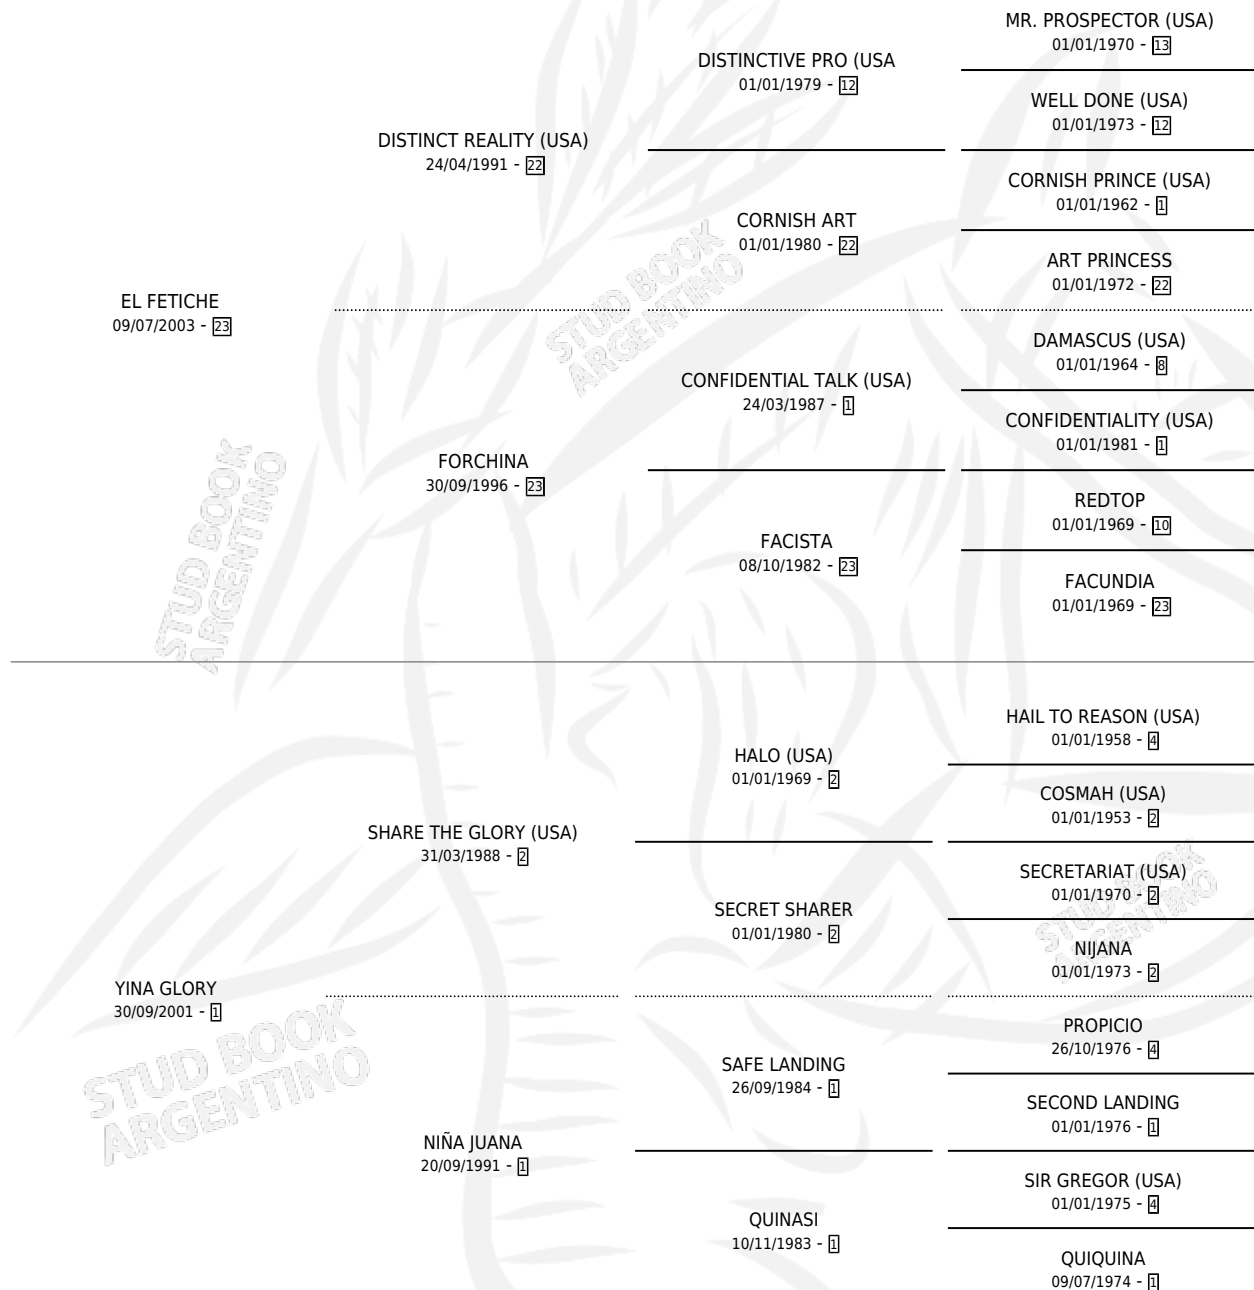 MR. PROSPECTOR (USA)
01/01/1970 - 13
DISTINCTIVE PRO (USA
01/01/1979 - 12
WELL DONE (USA)
01/01/1973 - 12
DISTINCT REALITY (USA)
24/04/1991 - 22
CORNISH PRINCE (USA)
01/01/1962 - 1
CORNISH ART
01/01/1980 - 22
ART PRINCESS
01/01/1972 - 22
EL FETICHE
09/07/2003 - 23
DAMASCUS (USA)
01/01/1964 - 8
CONFIDENTIAL TALK (USA)
24/03/1987 - 1
CONFIDENTIALITY (USA)
01/01/1981 - 1
FORCHINA
30/09/1996 - 23
REDTOP
01/01/1969 - 10
FACISTA
08/10/1982 - 23
FACUNDIA
01/01/1969 - 23
HAIL TO REASON (USA)
01/01/1958 - 4
HALO (USA)
01/01/1969 - 2
COSMAH (USA)
01/01/1953 - 2
SHARE THE GLORY (USA)
31/03/1988 - 2
SECRETARIAT (USA)
01/01/1970 - 2
SECRET SHARER
01/01/1980 - 2
NIJANA
01/01/1973 - 2
YINA GLORY
30/09/2001 - 1
PROPICIO
26/10/1976 - 4
SAFE LANDING
26/09/1984 - 1
SECOND LANDING
01/01/1976 - 1
NIÑA JUANA
20/09/1991 - 1
SIR GREGOR (USA)
01/01/1975 - 4
QUINASI
10/11/1983 - 1
QUIQUINA
09/07/1974 - 1
STUD BOOK
ARGENTINO
STUD BOOK
ARGENTINO
STUD BOOK
ARGENTINO
STUD BOOK
ARGENTINO